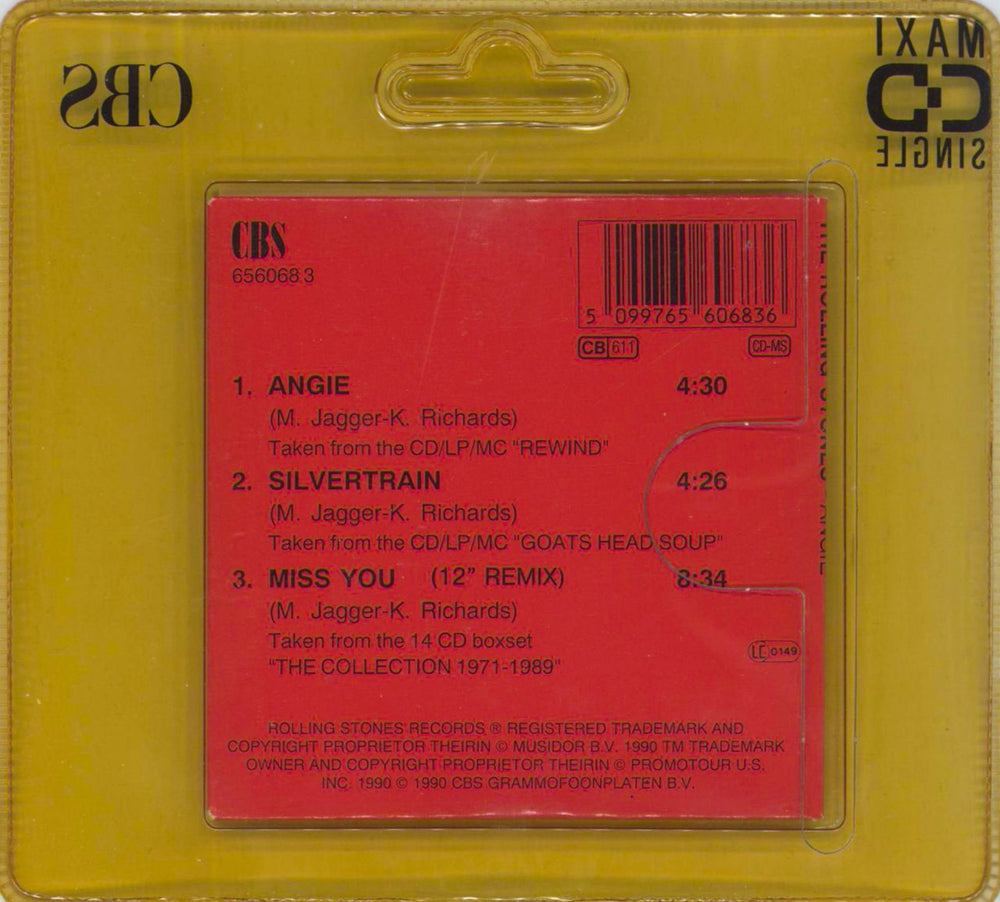 CBS
MAXI
CD
SINGLE
CBS
656068 3
5 099765 606836
CB 611
CD-MS
1. ANGIE 4:30
(M. Jagger-K. Richards)
Taken from the CD/LP/MC "REWIND"
2. SILVERTRAIN 4:26
(M. Jagger-K. Richards)
Taken from the CD/LP/MC "GOATS HEAD SOUP"
3. MISS YOU (12" REMIX) 8:34
(M. Jagger-K. Richards)
Taken from the 14 CD boxset
"THE COLLECTION 1971-1989"
LC 0149
ROLLING STONES RECORDS ® REGISTERED TRADEMARK AND
COPYRIGHT PROPRIETOR THEIRIN © MUSIDOR B.V. 1990 TM TRADEMARK
OWNER AND COPYRIGHT PROPRIETOR THEIRIN © PROMOTOUR U.S.
INC. 1990 © 1990 CBS GRAMMOFOONPLATEN B.V.
THE ROLLING STONES ANGIE